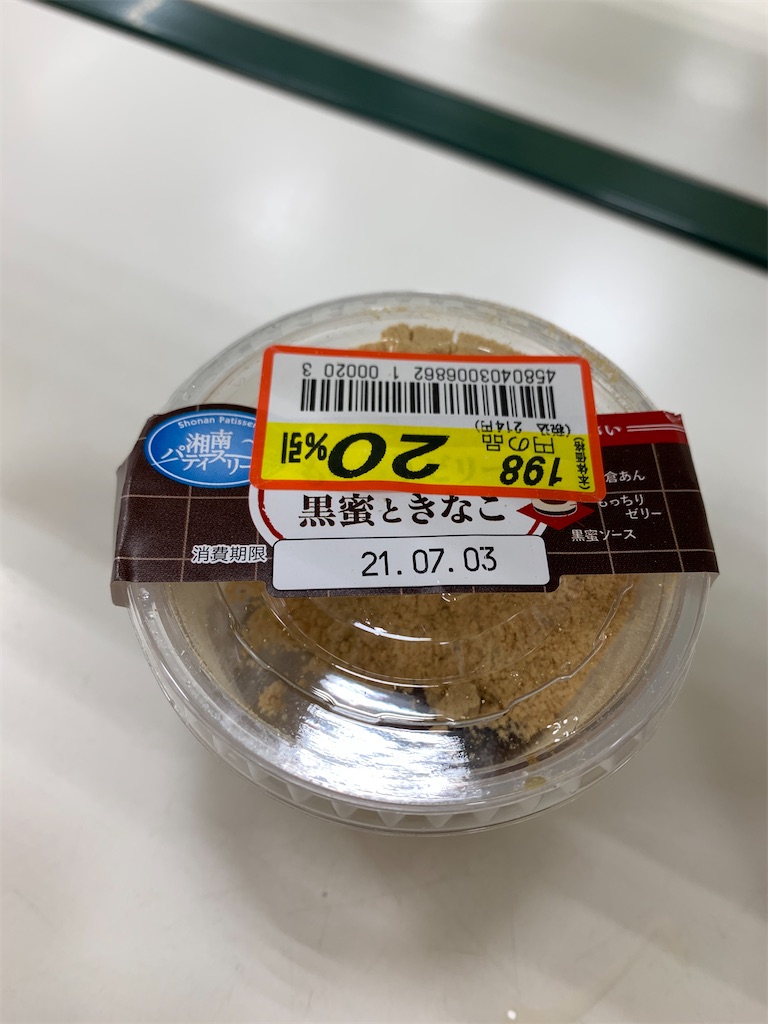 4580403006862 1 00020 3
(本体価格)
198
円の品
(税込 214円)
20%引
Shonan Patisse
湘南
パティスリー
さい
倉あん
もっちり
ゼリー
黒蜜ソース
黒蜜ときなこ
消費期限
21.07.03